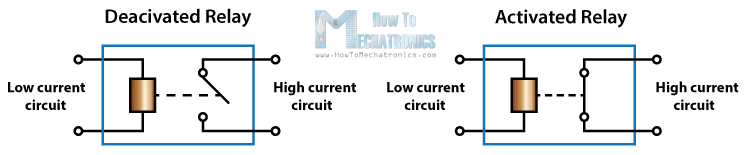 Deacivated Relay
How To
MECHATRONICS
www.HowToMechatronics.com
Activated Relay
Low current
circuit
High current
circuit
Low current
circuit
High current
circuit